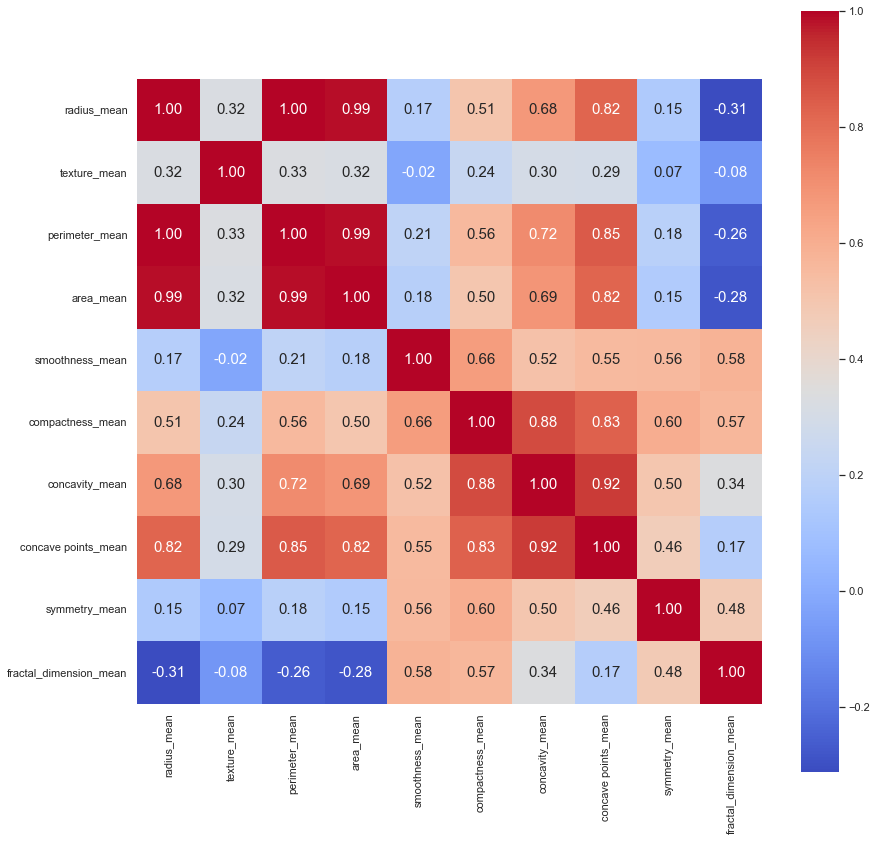 1.0
radius_mean 1.00 0.32 1.00 0.99 0.17 0.51 0.68 0.82 0.15 -0.31
0.8
texture_mean 0.32 1.00 0.33 0.32 -0.02 0.24 0.30 0.29 0.07 -0.08
perimeter_mean 1.00 0.33 1.00 0.99 0.21 0.56 0.72 0.85 0.18 -0.26
0.6
area_mean 0.99 0.32 0.99 1.00 0.18 0.50 0.69 0.82 0.15 -0.28
smoothness_mean 0.17 -0.02 0.21 0.18 1.00 0.66 0.52 0.55 0.56 0.58
0.4
compactness_mean 0.51 0.24 0.56 0.50 0.66 1.00 0.88 0.83 0.60 0.57
0.2
concavity_mean 0.68 0.30 0.72 0.69 0.52 0.88 1.00 0.92 0.50 0.34
concave points_mean 0.82 0.29 0.85 0.82 0.55 0.83 0.92 1.00 0.46 0.17
0.0
symmetry_mean 0.15 0.07 0.18 0.15 0.56 0.60 0.50 0.46 1.00 0.48
fractal_dimension_mean -0.31 -0.08 -0.26 -0.28 0.58 0.57 0.34 0.17 0.48 1.00
−0.2
radius_mean
texture_mean
perimeter_mean
area_mean
smoothness_mean
compactness_mean
concavity_mean
concave points_mean
symmetry_mean
fractal_dimension_mean